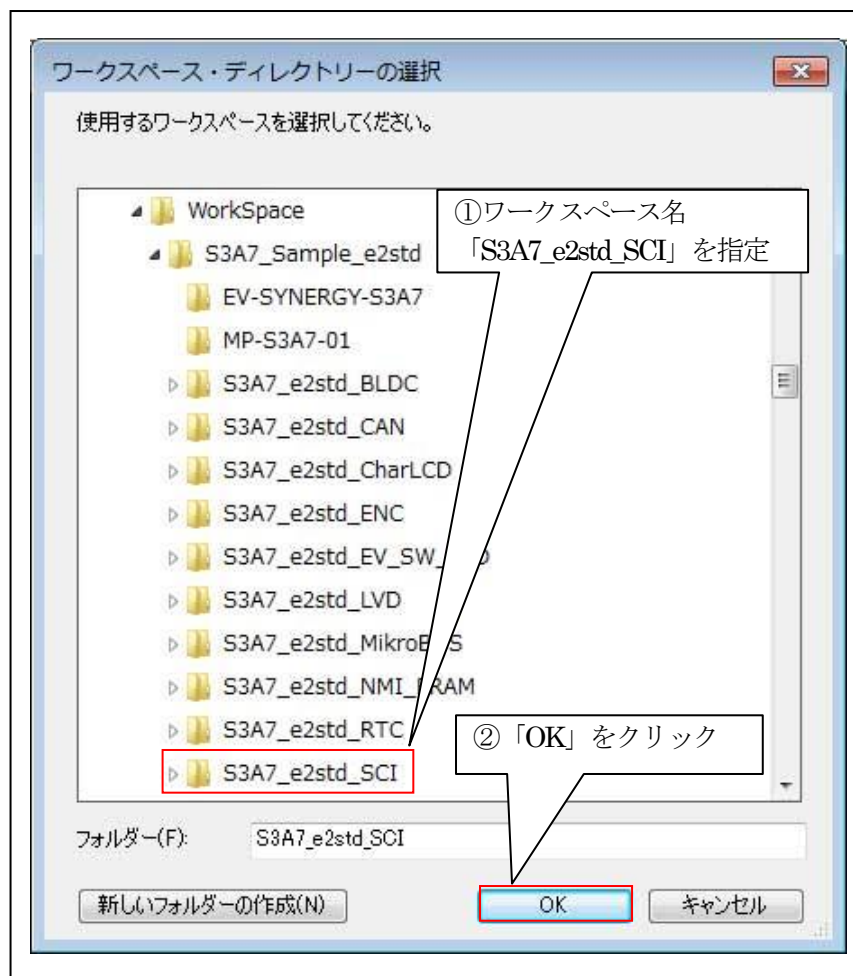 ワークスペース・ディレクトリーの選択
使用するワークスペースを選択してください。
WorkSpace
①ワークスペース名
「S3A7_e2std_SCI」を指定
S3A7_Sample_e2std
EV-SYNERGY-S3A7
MP-S3A7-01
S3A7_e2std_BLDC
S3A7_e2std_CAN
S3A7_e2std_CharLCD
S3A7_e2std_ENC
S3A7_e2std_EV_SW_
S3A7_e2std_LVD
S3A7_e2std_NMI_
S3A7_e2std_RTC
②「OK」をクリック
S3A7_e2std_SCI
フォルダー(F):
S3A7_e2std_SCI
新しいフォルダーの作成(N)
OK
キャンセル